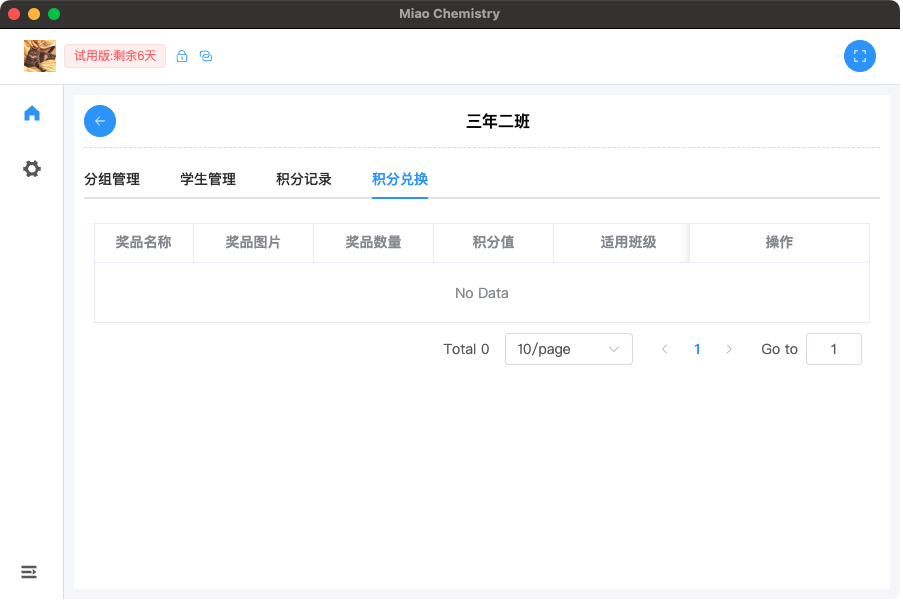 Miao Chemistry
试用版:剩余6天
三年二班
分组管理 学生管理 积分记录 积分兑换
奖品名称 奖品图片 奖品数量 积分值 适用班级 操作
No Data
Total 0 10/page 1 Go to 1